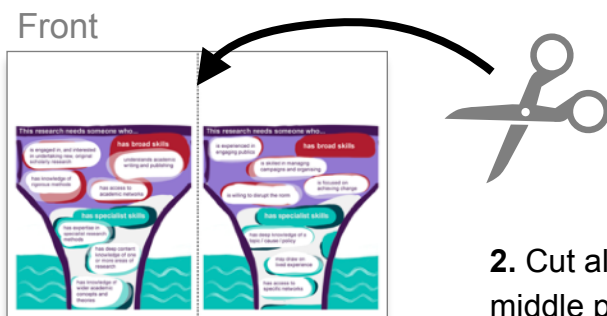 Front
This research needs someone who...
has broad skills
is engaged in, and interested
in undertaking new, original
scholarly research
understands academic
writing and publishing
has knowledge of
rigorous methods
has access to
academic networks
has specialist skills
has expertise in
specialist research
methods
has deep content
knowledge of one
or more areas of
research
has knowledge of
wider academic
concepts and
theories
This research needs someone who...
has broad skills
is experienced in
engaging publics
is skilled in managing
campaigns and organising
is focused on
achieving change
is willing to disrupt the norm
has specialist skills
has deep knowledge of a
topic / cause / policy
may draw on
lived experience
has access to
specific networks
2. Cut al
middle p